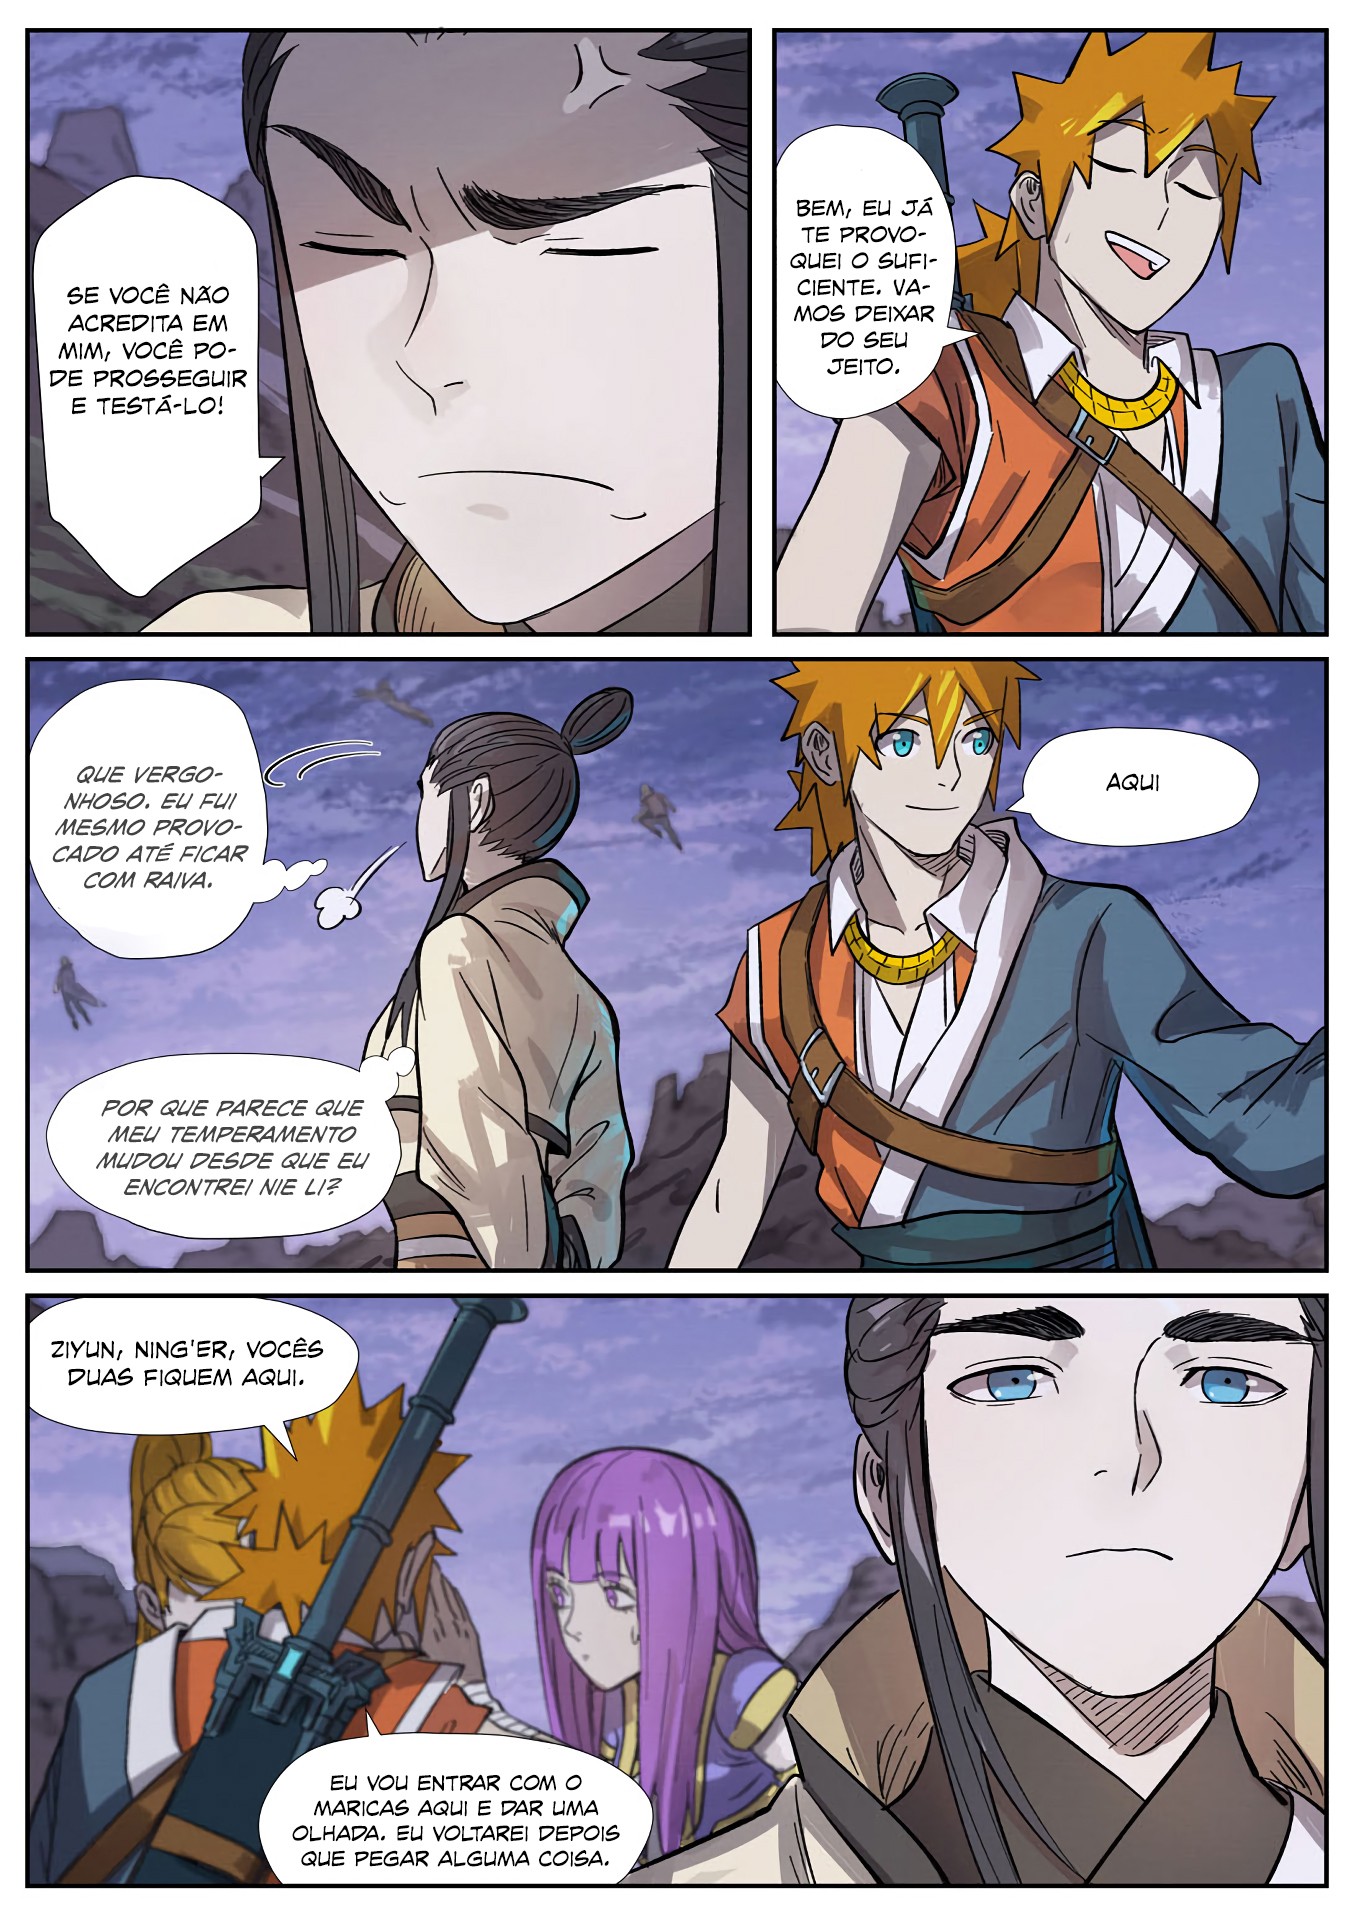 SE VOCÊ NÃO
ACREDITA EM
MIM, VOCÊ PO-
DE PROSSEGUIR
E TESTÁ-LO!
BEM, EU JÁ
TE PROVO-
QUEI O SUFI-
CIENTE. VA-
MOS DEIXAR
DO SEU
JEITO.
QUE VERGO-
NHOSO. EU FUI
MESMO PROVO-
CADO ATÉ FICAR
COM RAIVA.
AQUI
POR QUE PARECE QUE
MEU TEMPERAMENTO
MUDOU DESDE QUE EU
ENCONTREI NIE LI?
ZIYUN, NING'ER, VOCÊS
DUAS FIQUEM AQUI.
EU VOU ENTRAR COM O
MARICAS AQUI E DAR UMA
OLHADA. EU VOLTAREI DEPOIS
QUE PEGAR ALGUMA COISA.